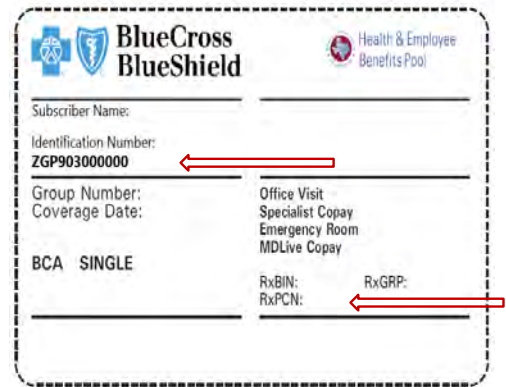 BlueCross
BlueShield
Health & Employee
Benefits Pool
Subscriber Name:
Identification Number:
ZGP903000000
Group Number:
Coverage Date:
BCA SINGLE
Office Visit
Specialist Copay
Emergency Room
MDLive Copay
RxBIN: RxGRP:
RxPCN: